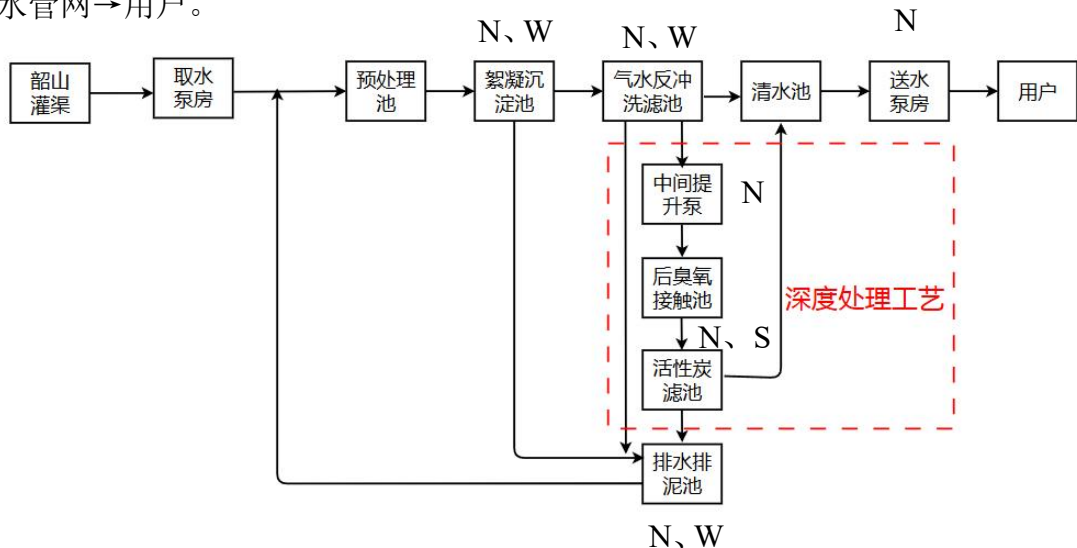 水管网→用户。
N、W
N、W
N
韶山
灌渠
取水
泵房
预处理
池
絮凝沉
淀池
气水反冲
洗滤池
清水池
送水
泵房
用户
中间提
升泵
N
后臭氧
接触池
深度处理工艺
N、S
活性炭
滤池
排水排
泥池
N、W